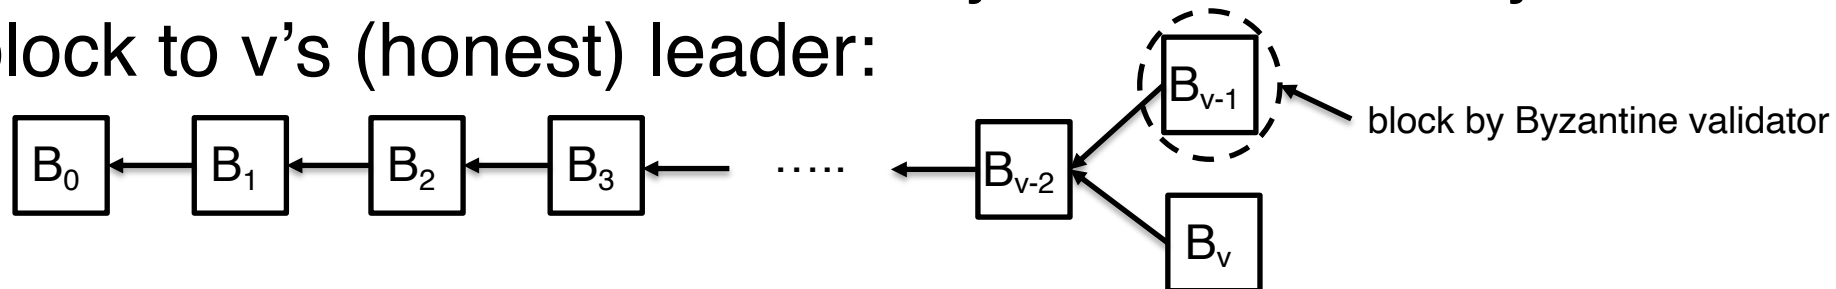 block to v's (honest) leader:
B₀ B₁ B₂ B₃ ..... Bᵥ₋₂ Bᵥ₋₁ block by Byzantine validator
Bᵥ